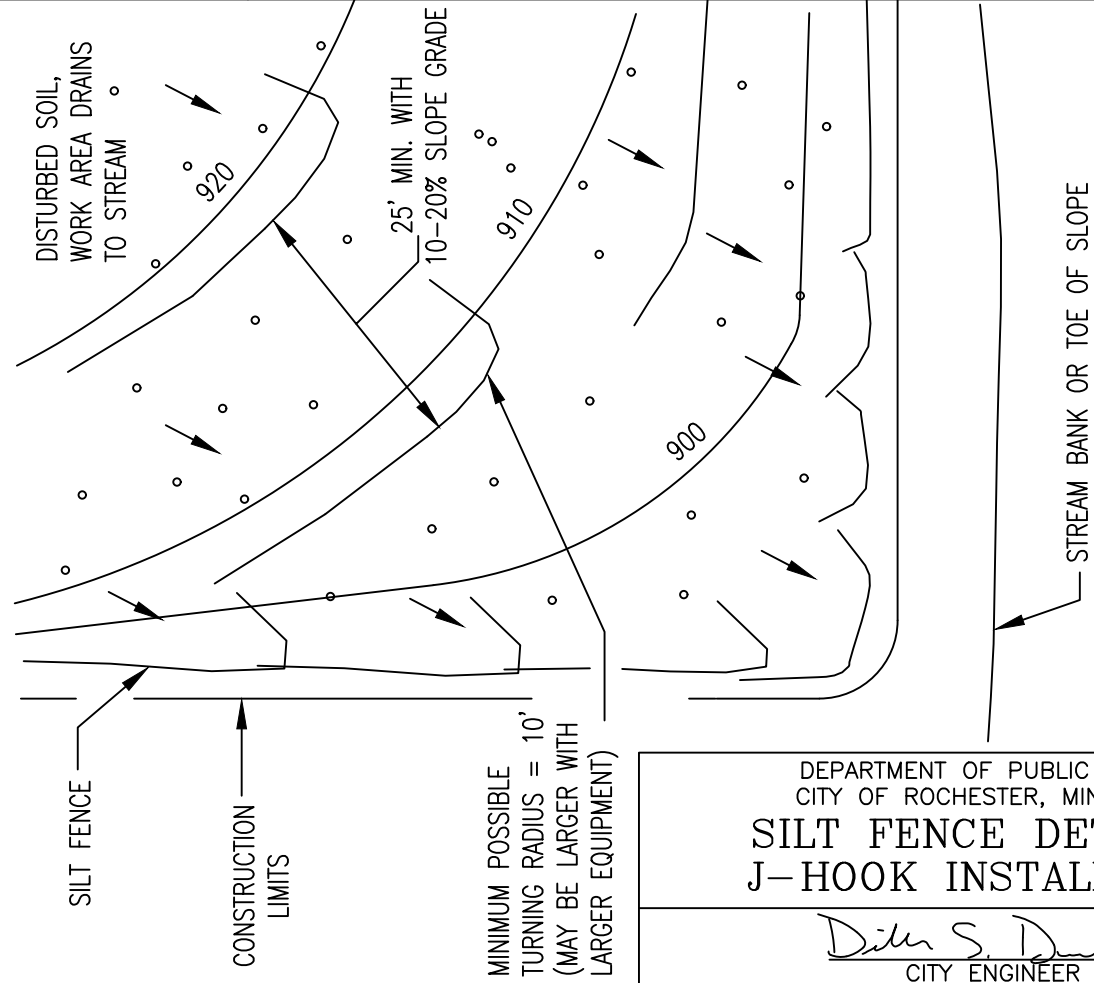 DISTURBED SOIL,
WORK AREA DRAINS
TO STREAM
920
25' MIN. WITH
10-20% SLOPE GRADE
910
900
STREAM BANK OR TOE OF SLOPE
SILT FENCE
CONSTRUCTION
LIMITS
MINIMUM POSSIBLE
TURNING RADIUS = 10'
(MAY BE LARGER WITH
LARGER EQUIPMENT)
DEPARTMENT OF PUBLIC
CITY OF ROCHESTER, MIN
SILT FENCE DET
J-HOOK INSTAL
CITY ENGINEER